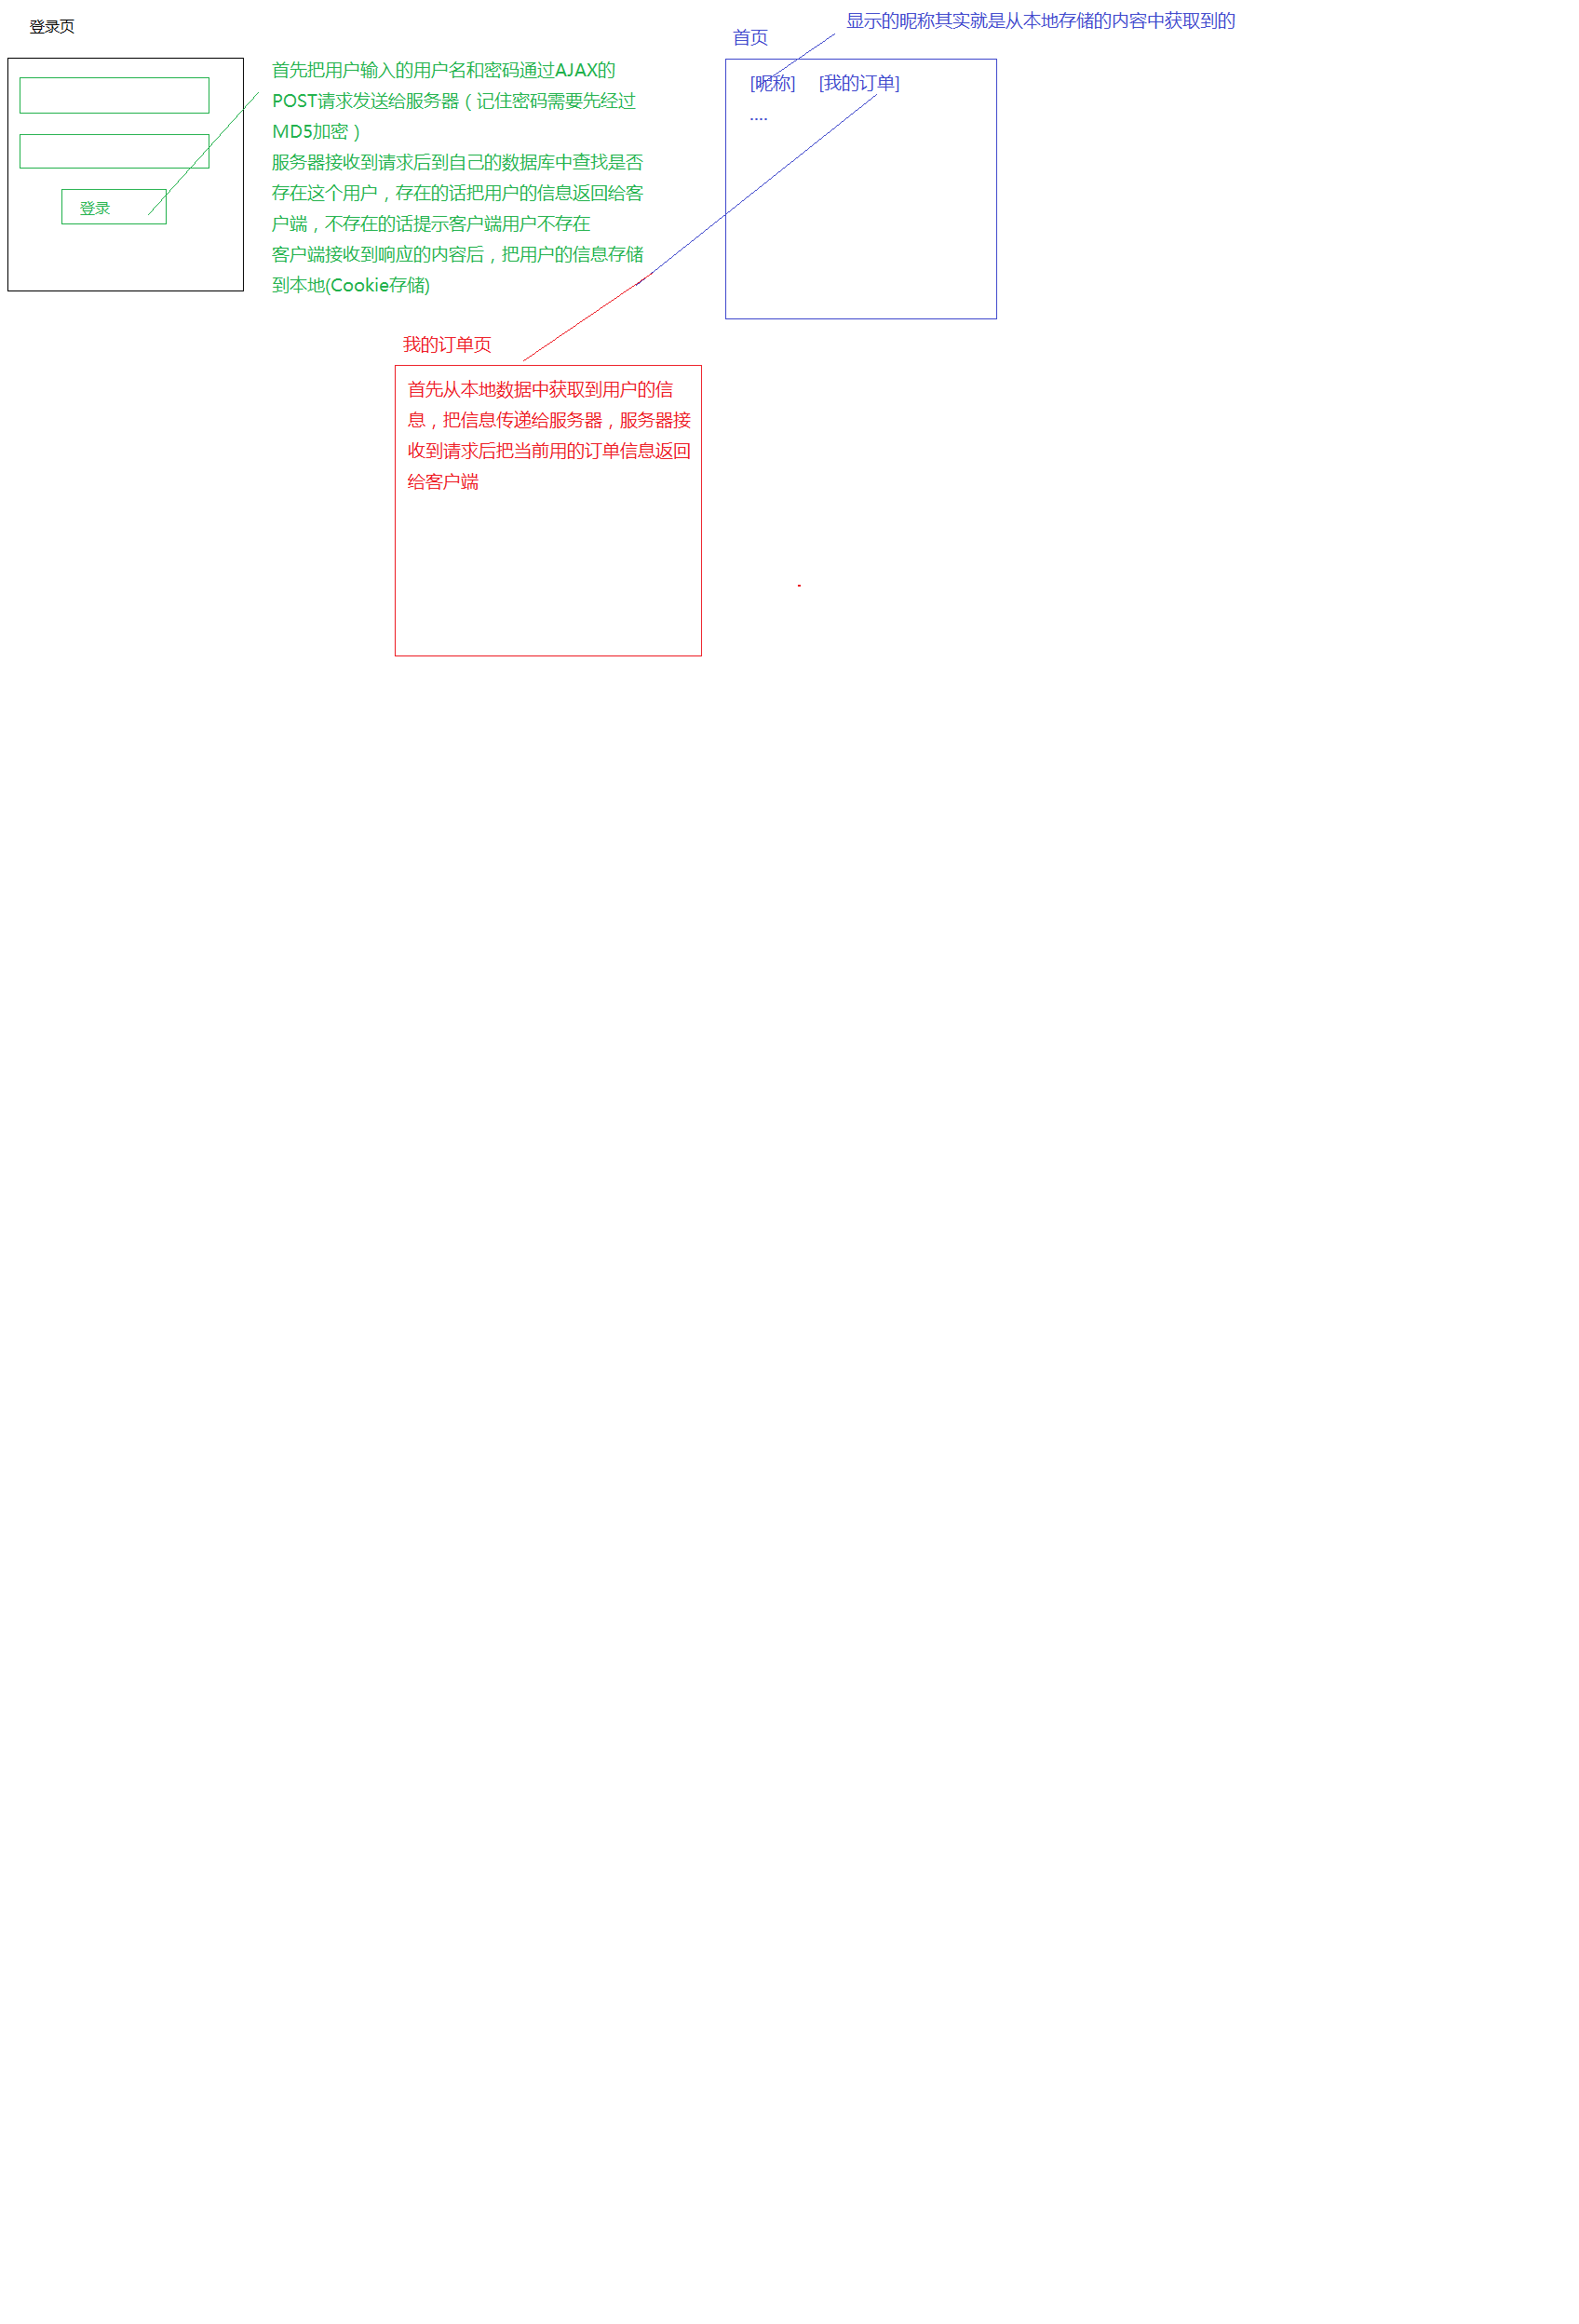 登录页
登录
首先把用户输入的用户名和密码通过AJAX的
POST请求发送给服务器（记住密码需要先经过
MD5加密）
服务器接收到请求后到自己的数据库中查找是否
存在这个用户，存在的话把用户的信息返回给客
户端，不存在的话提示客户端用户不存在
客户端接收到响应的内容后，把用户的信息存储
到本地(Cookie存储)
显示的昵称其实就是从本地存储的内容中获取到的
首页
[昵称] [我的订单]
....
我的订单页
首先从本地数据中获取到用户的信
息，把信息传递给服务器，服务器接
收到请求后把当前用的订单信息返回
给客户端